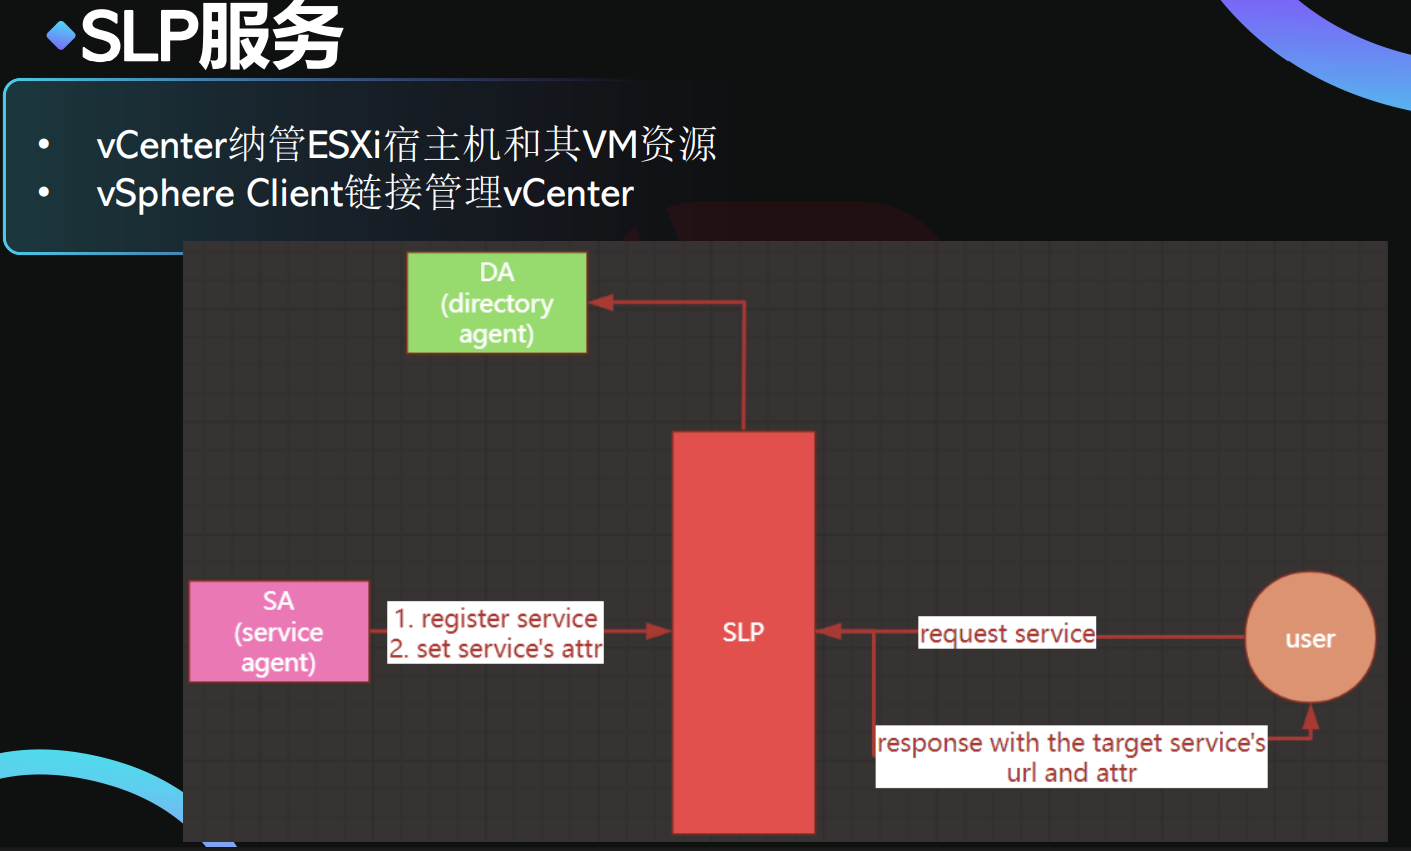 SLP服务
• vCenter纳管ESXi宿主机和其VM资源
• vSphere Client链接管理vCenter
DA
(directory
agent)
SA
(service
agent)
1. register service
2. set service's attr
SLP
request service
user
response with the target service's
url and attr